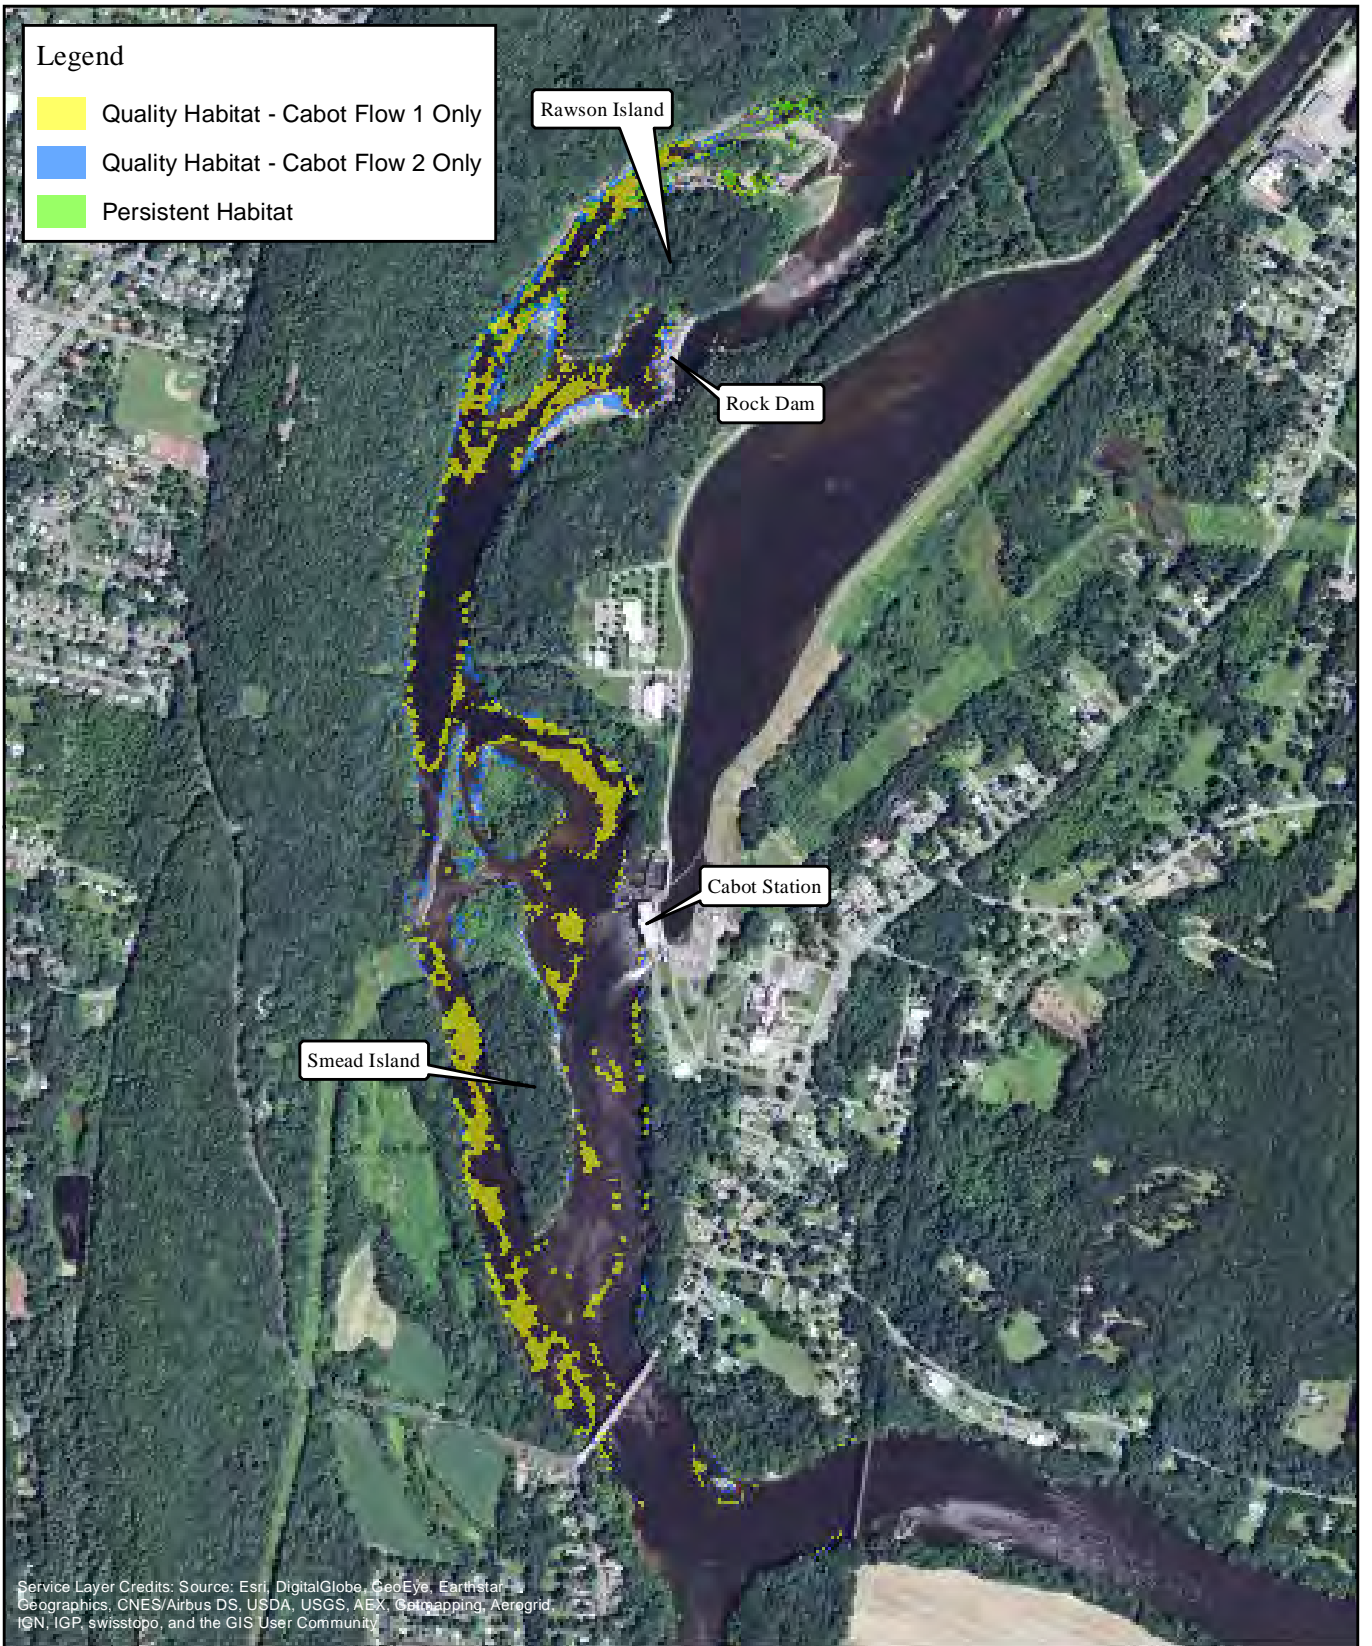 Legend
Quality Habitat - Cabot Flow 1 Only
Quality Habitat - Cabot Flow 2 Only
Persistent Habitat
Rawson Island
Rock Dam
Cabot Station
Smead Island
Service Layer Credits: Source: Esri, DigitalGlobe, GeoEye, Earthstar
Geographics, CNES/Airbus DS, USDA, USGS, AEX, Getmapping, Aerogrid,
IGN, IGP, swisstopo, and the GIS User Community